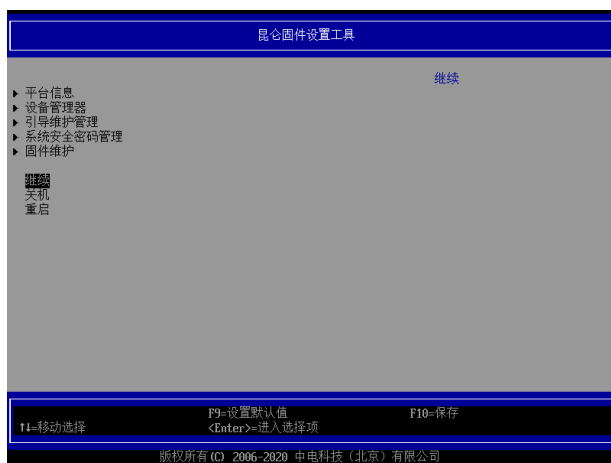 昆仑固件设置工具
继续
平台信息
设备管理器
引导维护管理
系统安全密码管理
固件维护
继续
关机
重启
F9=设置默认值 F10=保存
↑↓=移动选择 <Enter>=进入选择项
版权所有(C) 2006-2020 中电科技（北京）有限公司